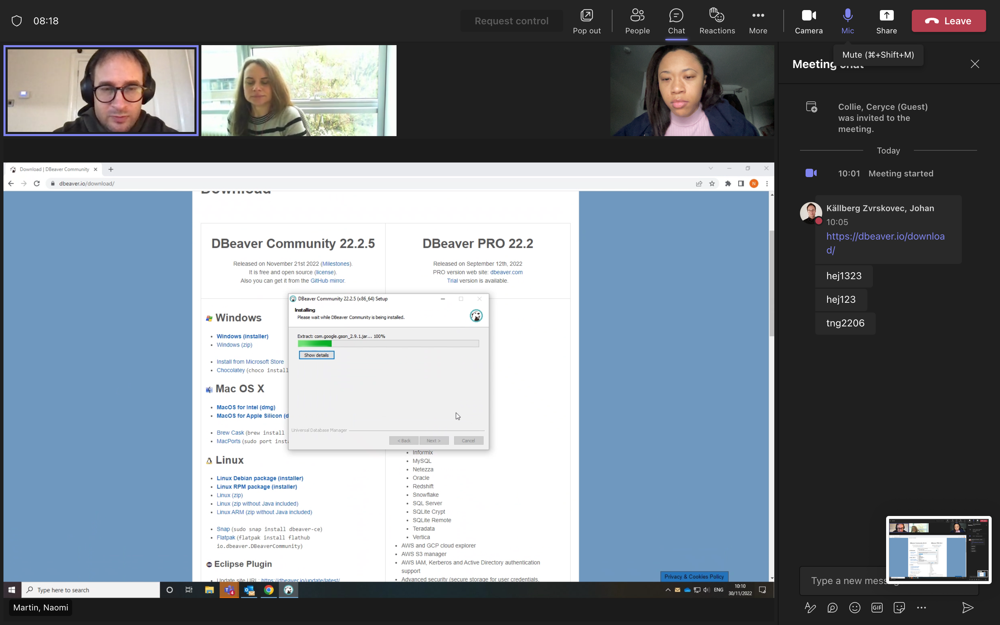 08:18
Request control
Pop out
People
Chat
Reactions
More
Camera
Mic
Share
Leave
Mute (⌘+Shift+M)
Meeting chat
Collie, Ceryce (Guest)
was invited to the
meeting.
Today
10:01 Meeting started
Källberg Zvrskovec, Johan
10:05
https://dbeaver.io/downloa
d/
hej1323
hej123
tng2206
Type a new message
GIF
Download | DBeaver Community
dbeaver.io/download/
N
Download
DBeaver Community 22.2.5
Released on November 21st 2022 (Milestones).
It is free and open source (license).
Also you can get it from the GitHub mirror.
DBeaver PRO 22.2
Released on September 12th, 2022
PRO version web site: dbeaver.com
Trial version is available.
Windows
Windows (installer)
Windows (zip)
Install from Microsoft Store
Chocolatey (choco install
Mac OS X
MacOS for Intel (dmg)
MacOS for Apple Silicon (d
Brew Cask (brew install
MacPorts (sudo port inst
Linux
Linux Debian package (installer)
Linux RPM package (installer)
Linux (zip)
Linux (zip without Java included)
Linux ARM (zip without Java included)
Snap (sudo snap install dbeaver-ce)
Flatpak (flatpak install flathub
io.dbeaver.DBeaverCommunity)
Eclipse Plugin
Update site URL: https://dbeaver.io/update/latest/
DBeaver Community 22.2.5 (x86_64) Setup
Installing
Please wait while DBeaver Community is being installed.
Extract: com.google.gson_2.9.1.jar... 100%
Show details
Universal Database Manager
< Back
Next >
Cancel
Informix
MySQL
Netezza
Oracle
Redshift
Snowflake
SQL Server
SQLite Crypt
SQLite Remote
Teradata
Vertica
AWS and GCP cloud explorer
AWS S3 manager
AWS IAM, Kerberos and Active Directory authentication
support
Advanced security (secure storage for user credentials,
Privacy & Cookies Policy
Type here to search
4
ENG
10:10
30/11/2022
Martin, Naomi